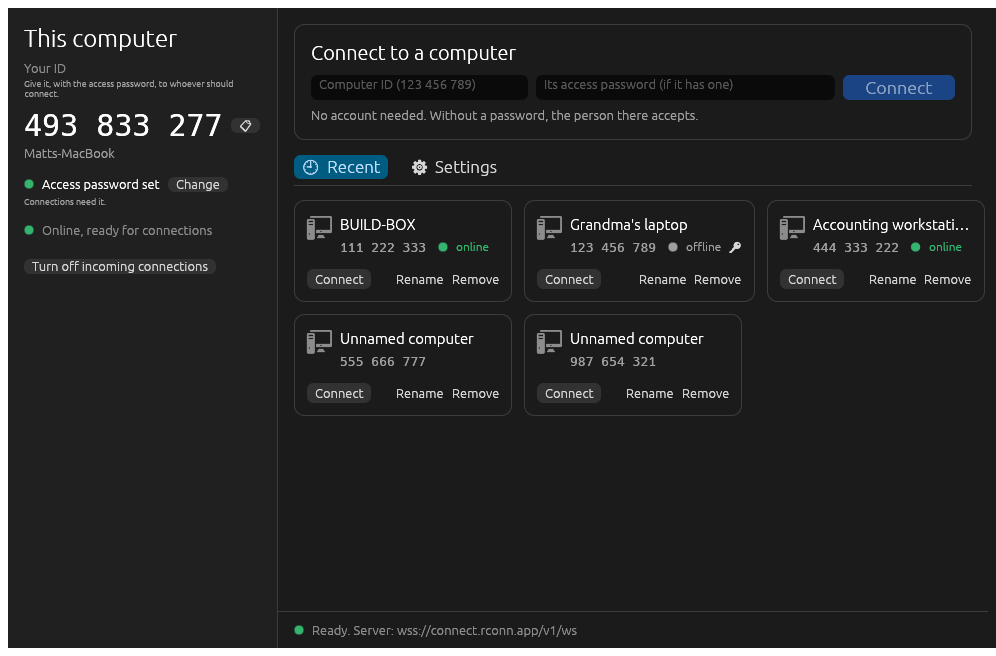 This computer
Your ID
Give it, with the access password, to whoever should
connect.
493 833 277
Matts-MacBook
Access password set Change
Connections need it.
Online, ready for connections
Turn off incoming connections
Connect to a computer
Computer ID (123 456 789) Its access password (if it has one) Connect
No account needed. Without a password, the person there accepts.
Recent Settings
BUILD-BOX
111 222 333 online
Connect Rename Remove
Grandma's laptop
123 456 789 offline
Connect Rename Remove
Accounting workstati…
444 333 222 online
Connect Rename Remove
Unnamed computer
555 666 777
Connect Rename Remove
Unnamed computer
987 654 321
Connect Rename Remove
Ready. Server: wss://connect.rconn.app/v1/ws